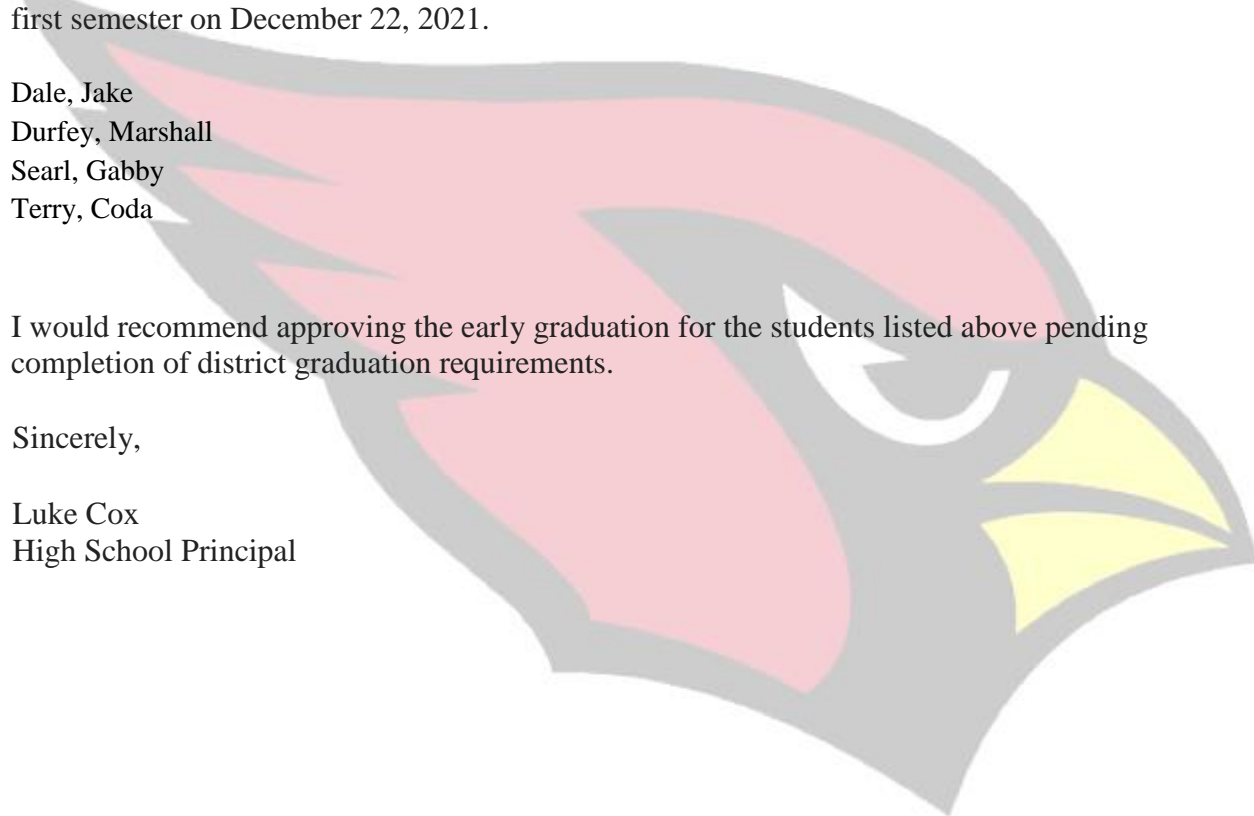 first semester on December 22, 2021.
Dale, Jake
Durfey, Marshall
Searl, Gabby
Terry, Coda
I would recommend approving the early graduation for the students listed above pending
completion of district graduation requirements.
Sincerely,
Luke Cox
High School Principal